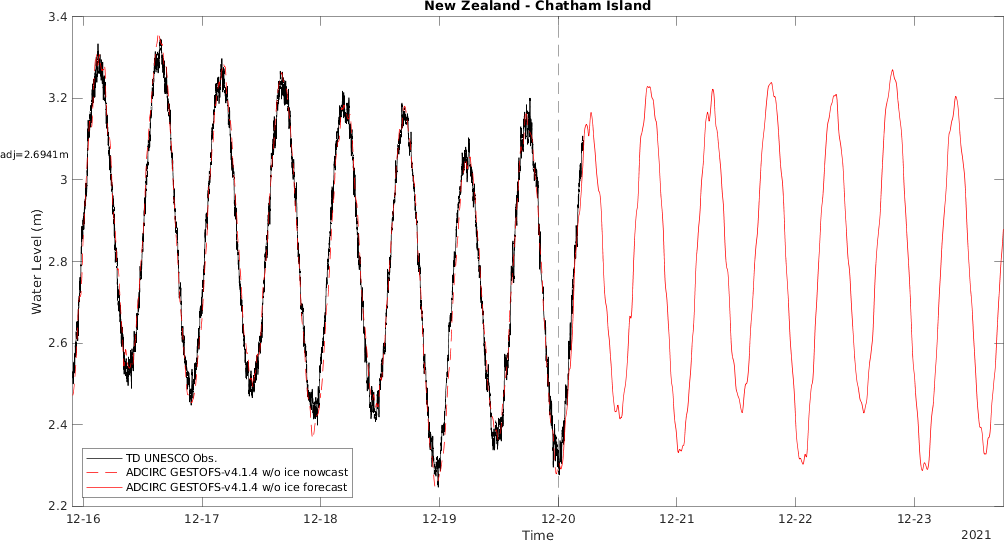 New Zealand - Chatham Island
3.4
3.2
adj=2.6941m
3
Water Level (m)
2.8
2.6
2.4
2.2
TD UNESCO Obs.
ADCIRC GESTOFS-v4.1.4 w/o ice nowcast
ADCIRC GESTOFS-v4.1.4 w/o ice forecast
12-16 12-17 12-18 12-19 12-20 12-21 12-22 12-23
Time
2021